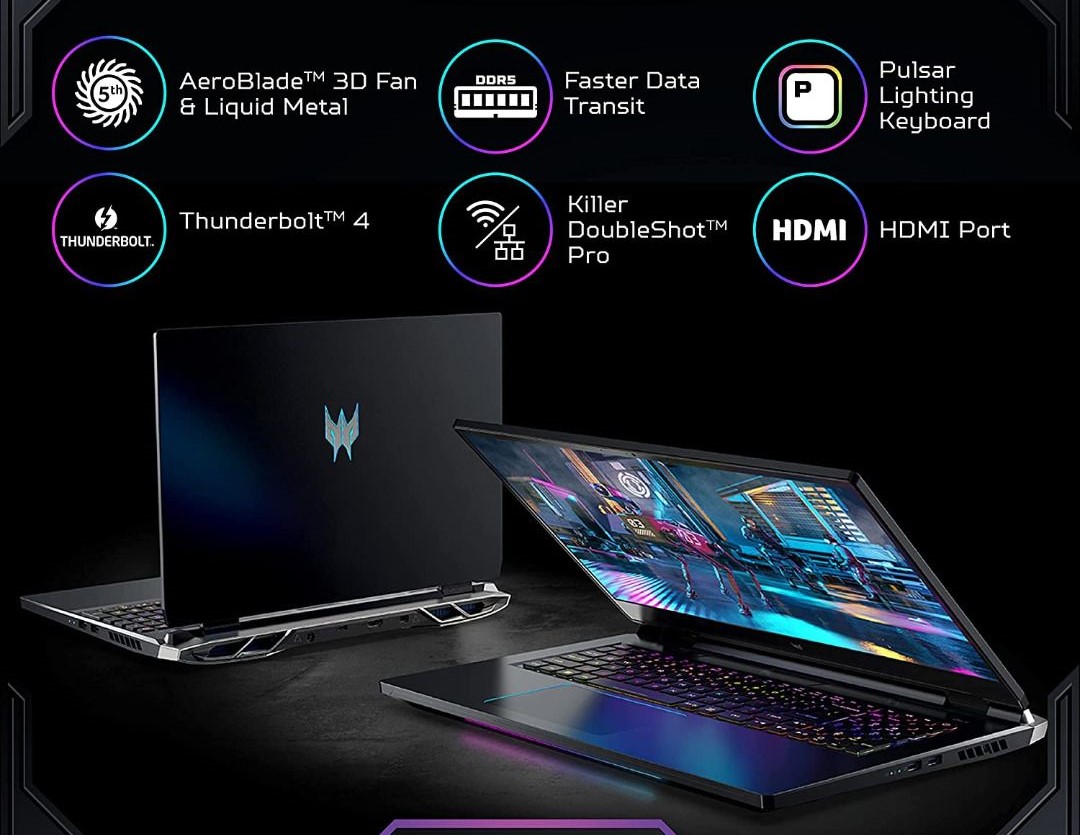 5th
AeroBlade™ 3D Fan
& Liquid Metal
DDR5
Faster Data
Transit
P
Pulsar
Lighting
Keyboard
THUNDERBOLT.
Thunderbolt™ 4
Killer
DoubleShot™
Pro
HDMI
HDMI Port
83